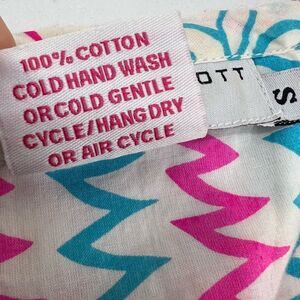 100% COTTON
COLD HAND WASH
OR COLD GENTLE
CYCLE/HANG DRY
OR AIR CYCLE
OTT
S